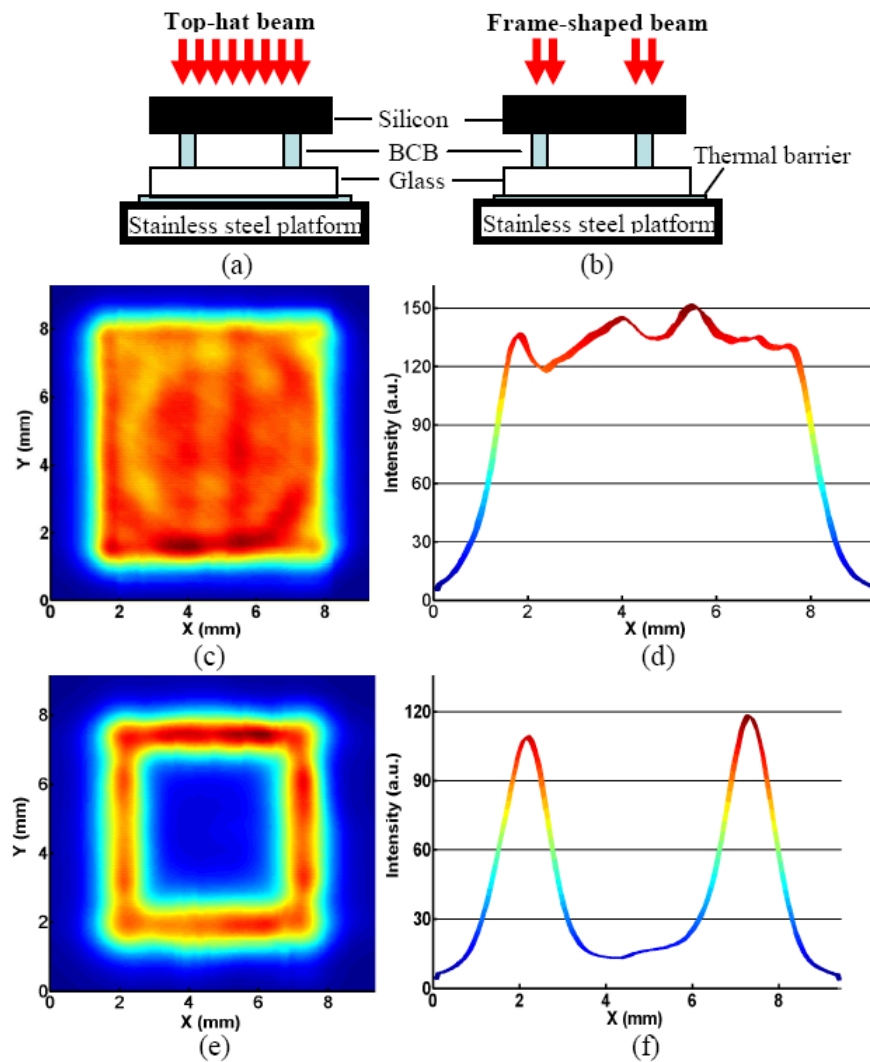 Top-hat beam
Frame-shaped beam
Silicon
BCB
Thermal barrier
Glass
Stainless steel platform
Stainless steel platform
(a)
(b)
8
6
4
2
0
Y (mm)
0
2
4
6
8
X (mm)
(c)
150
120
90
60
30
0
Intensity (a.u.)
0
2
4
6
8
X (mm)
(d)
8
6
4
2
0
Y (mm)
0
2
4
6
8
X (mm)
(e)
120
90
60
30
0
Intensity (a.u.)
0
2
4
6
8
X (mm)
(f)